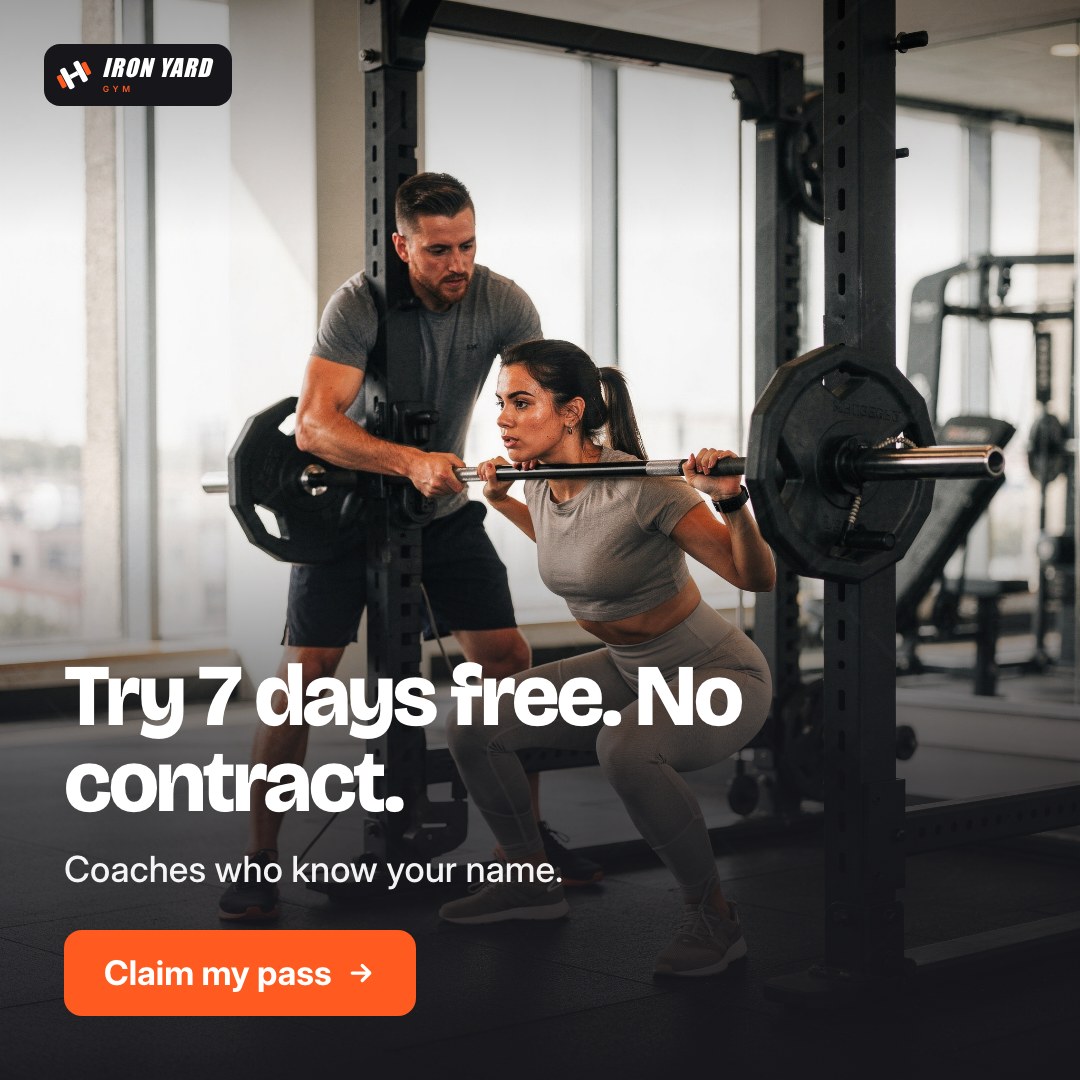 IRON YARD
GYM
Try 7 days free. No
contract.
Coaches who know your name.
Claim my pass →